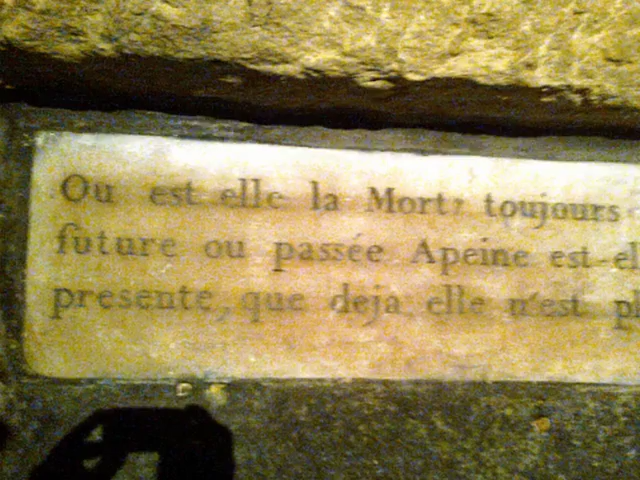 Ou est elle la Mort? toujours
future ou passée Apeine est-el
presente, que deja elle n'est pl